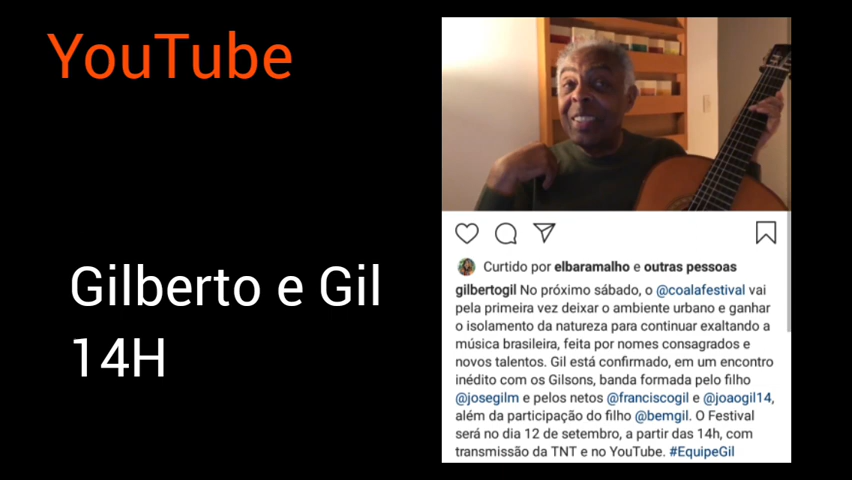 YouTube
Gilberto e Gil
14H
Curtido por elbaramalho e outras pessoas
gilbertogil No próximo sábado, o @coalafestival vai
pela primeira vez deixar o ambiente urbano e ganhar
o isolamento da natureza para continuar exaltando a
música brasileira, feita por nomes consagrados e
novos talentos. Gil está confirmado, em um encontro
inédito com os Gilsons, banda formada pelo filho
@josegilm e pelos netos @franciscogil e @joaogil14,
além da participação do filho @bemgil. O Festival
será no dia 12 de setembro, a partir das 14h, com
transmissão da TNT e no YouTube. #EquipeGil